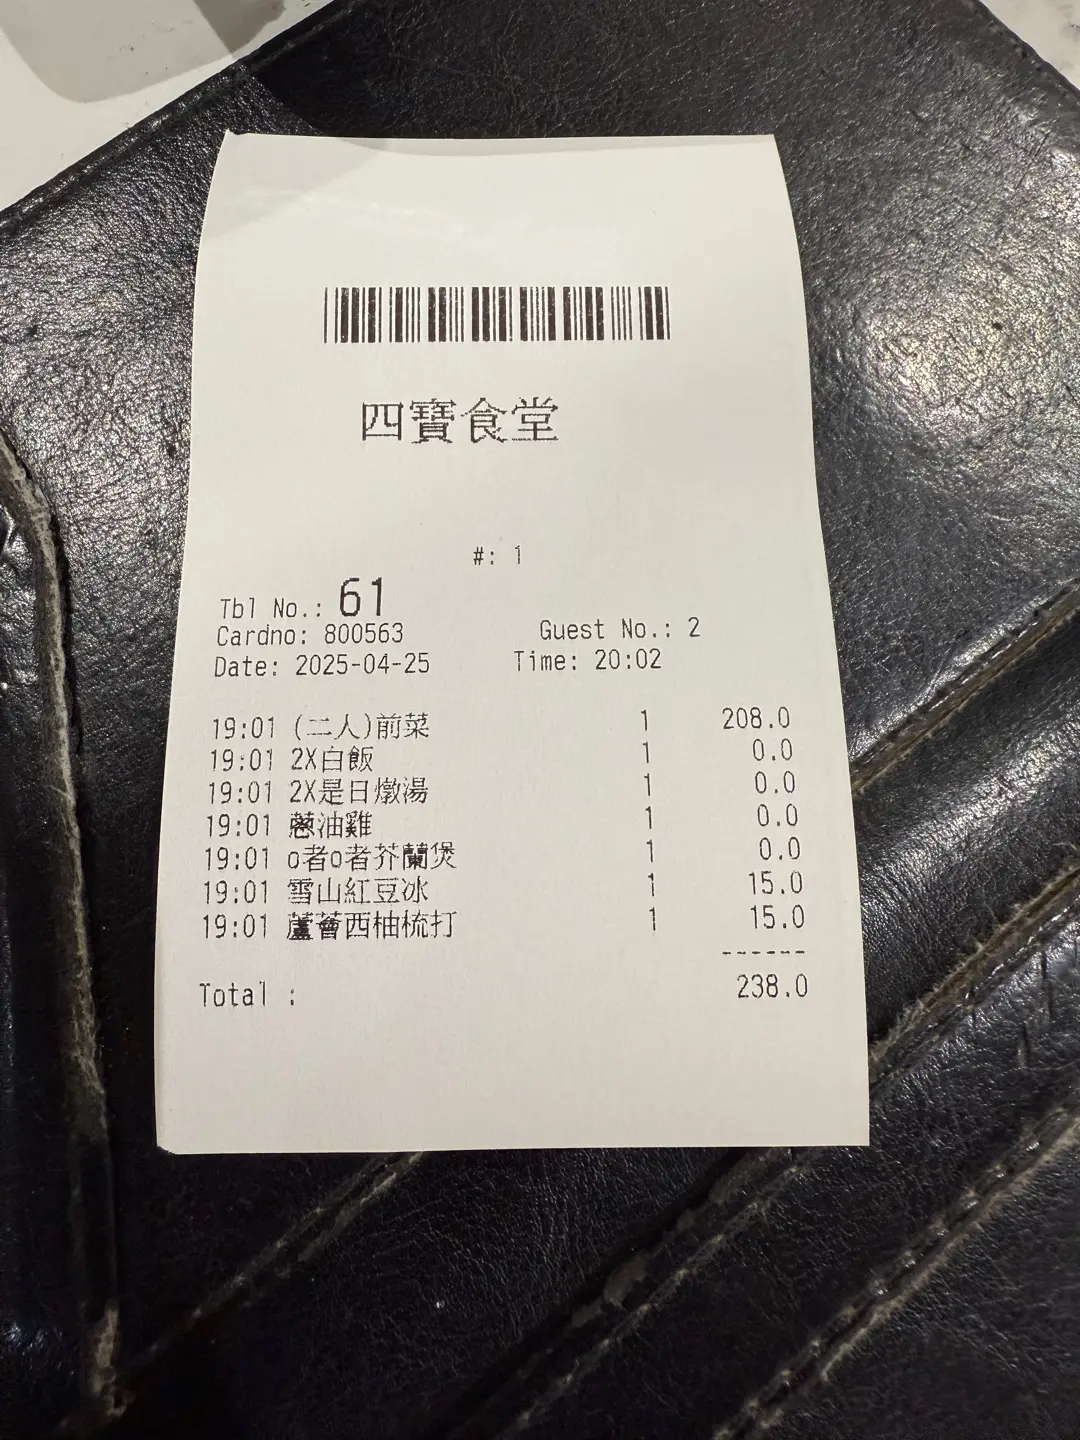 四寶食堂
#: 1
Tbl No.: 61
Cardno: 800563 Guest No.: 2
Date: 2025-04-25 Time: 20:02
19:01 (二人)前菜 1 208.0
19:01 2X白飯 1 0.0
19:01 2X是日燉湯 1 0.0
19:01 蔥油雞 1 0.0
19:01 o者o者芥蘭煲 1 0.0
19:01 雪山紅豆冰 1 15.0
19:01 蘆薈西柚梳打 1 15.0
------
Total : 238.0